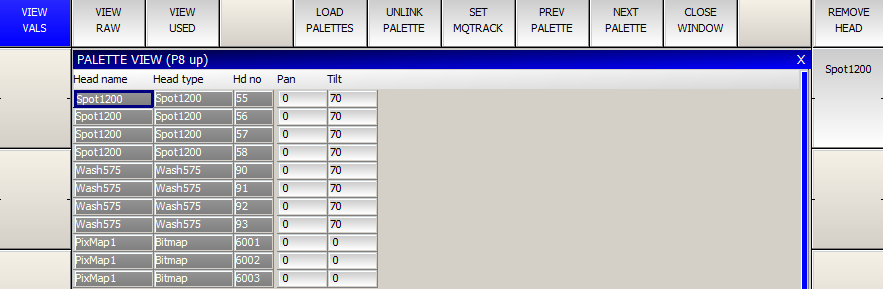 VIEW VALS VIEW RAW VIEW USED LOAD PALETTES UNLINK PALETTE SET MQTRACK PREV PALETTE NEXT PALETTE CLOSE WINDOW REMOVE HEAD
PALETTE VIEW (P8 up) X
Spot1200
Head name Head type Hd no Pan Tilt
Spot1200 Spot1200 55 0 70
Spot1200 Spot1200 56 0 70
Spot1200 Spot1200 57 0 70
Spot1200 Spot1200 58 0 70
Wash575 Wash575 90 0 70
Wash575 Wash575 91 0 70
Wash575 Wash575 92 0 70
Wash575 Wash575 93 0 70
PixMap1 Bitmap 6001 0 0
PixMap1 Bitmap 6002 0 0
PixMap1 Bitmap 6003 0 0